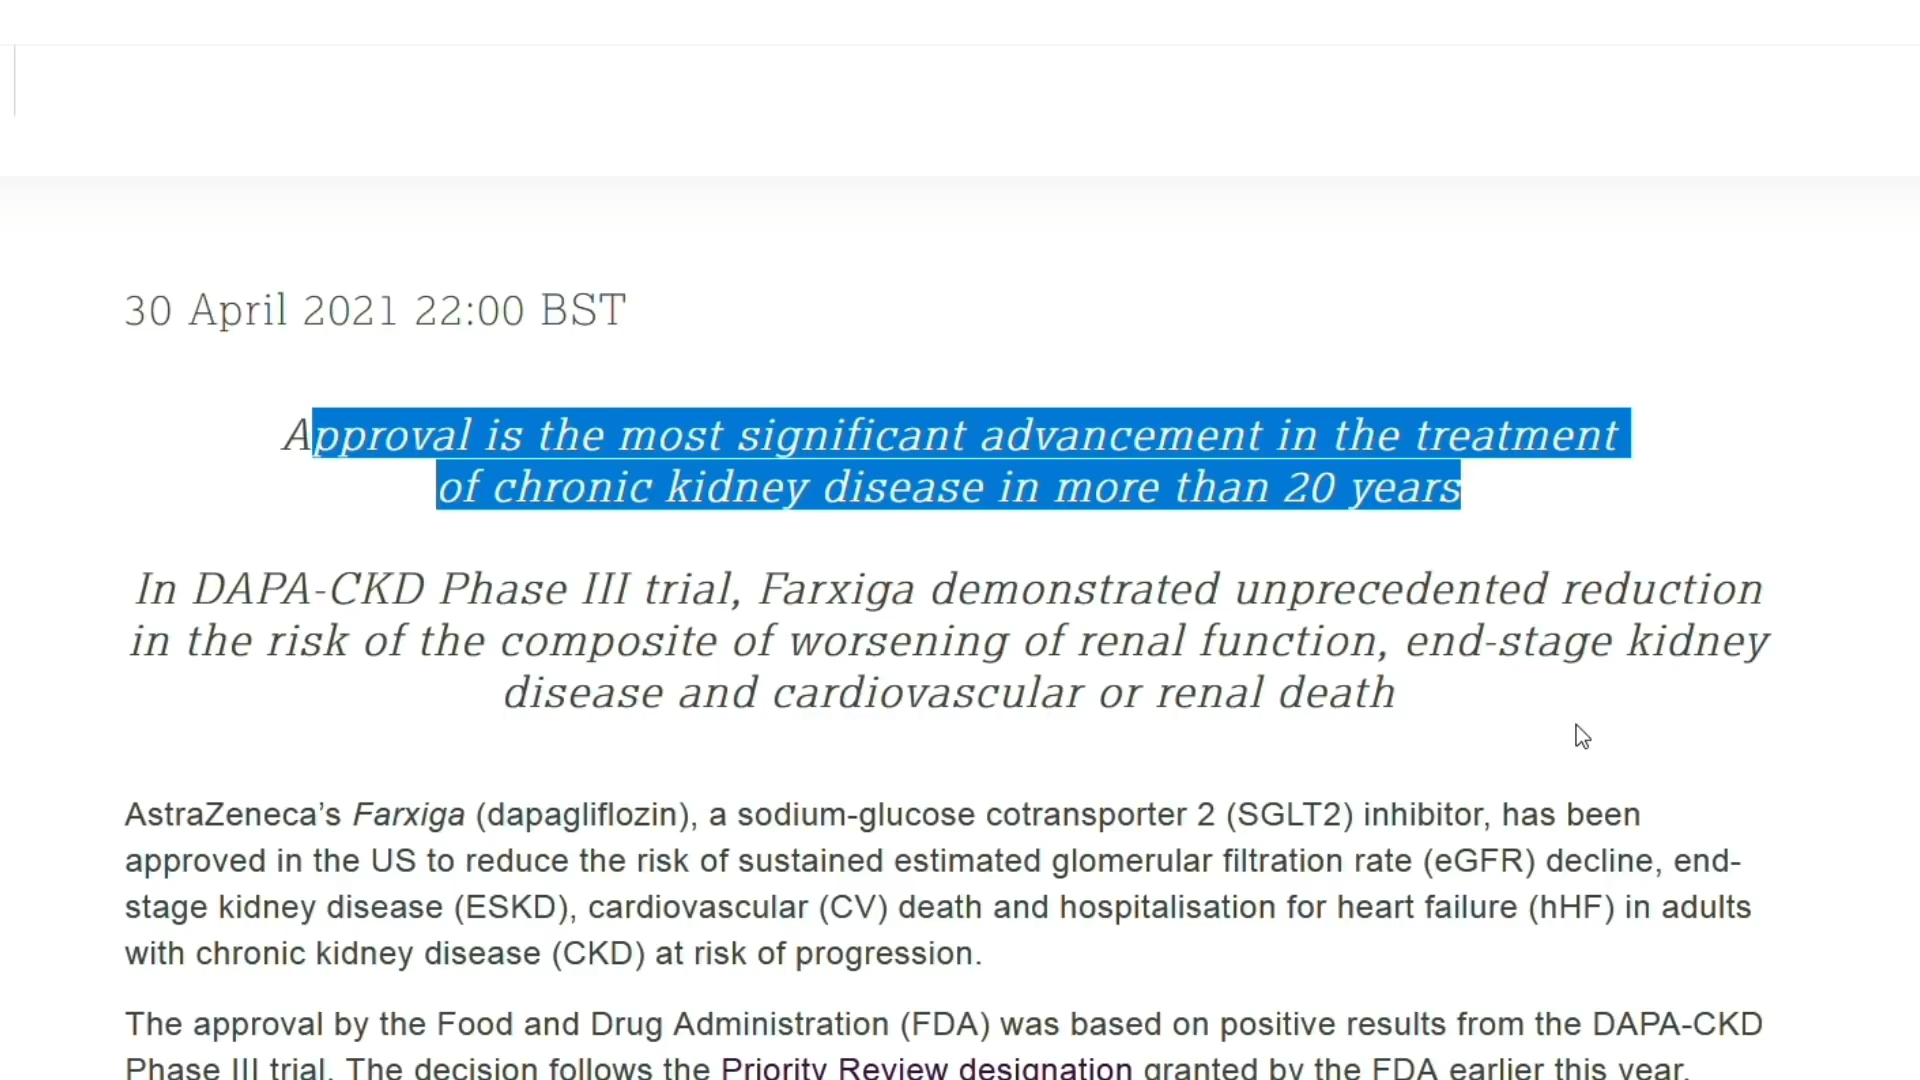 30 April 2021 22:00 BST
Approval is the most significant advancement in the treatment
of chronic kidney disease in more than 20 years
In DAPA-CKD Phase III trial, Farxiga demonstrated unprecedented reduction
in the risk of the composite of worsening of renal function, end-stage kidney
disease and cardiovascular or renal death
AstraZeneca’s Farxiga (dapagliflozin), a sodium-glucose cotransporter 2 (SGLT2) inhibitor, has been
approved in the US to reduce the risk of sustained estimated glomerular filtration rate (eGFR) decline, end-
stage kidney disease (ESKD), cardiovascular (CV) death and hospitalisation for heart failure (hHF) in adults
with chronic kidney disease (CKD) at risk of progression.
The approval by the Food and Drug Administration (FDA) was based on positive results from the DAPA-CKD
Phase III trial. The decision follows the Priority Review designation granted by the FDA earlier this year.